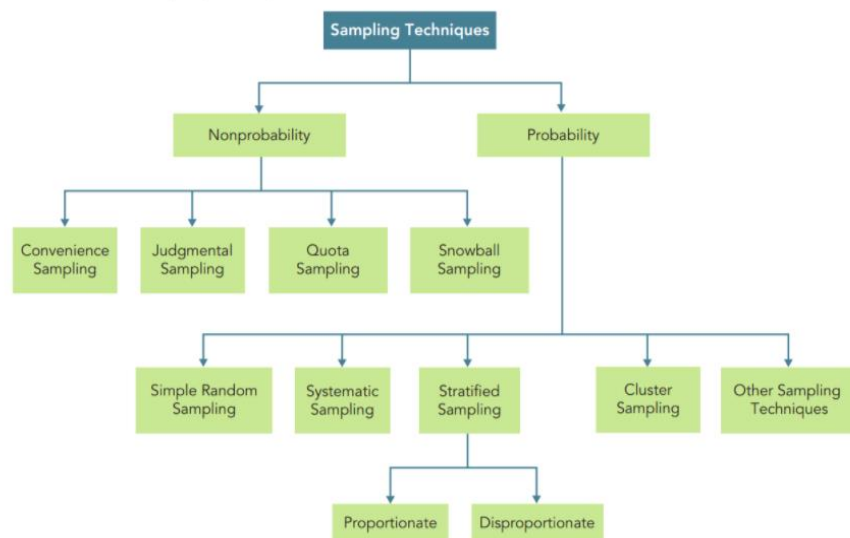 Sampling Techniques
Nonprobability
Probability
Convenience
Sampling
Judgmental
Sampling
Quota
Sampling
Snowball
Sampling
Simple Random
Sampling
Systematic
Sampling
Stratified
Sampling
Cluster
Sampling
Other Sampling
Techniques
Proportionate
Disproportionate